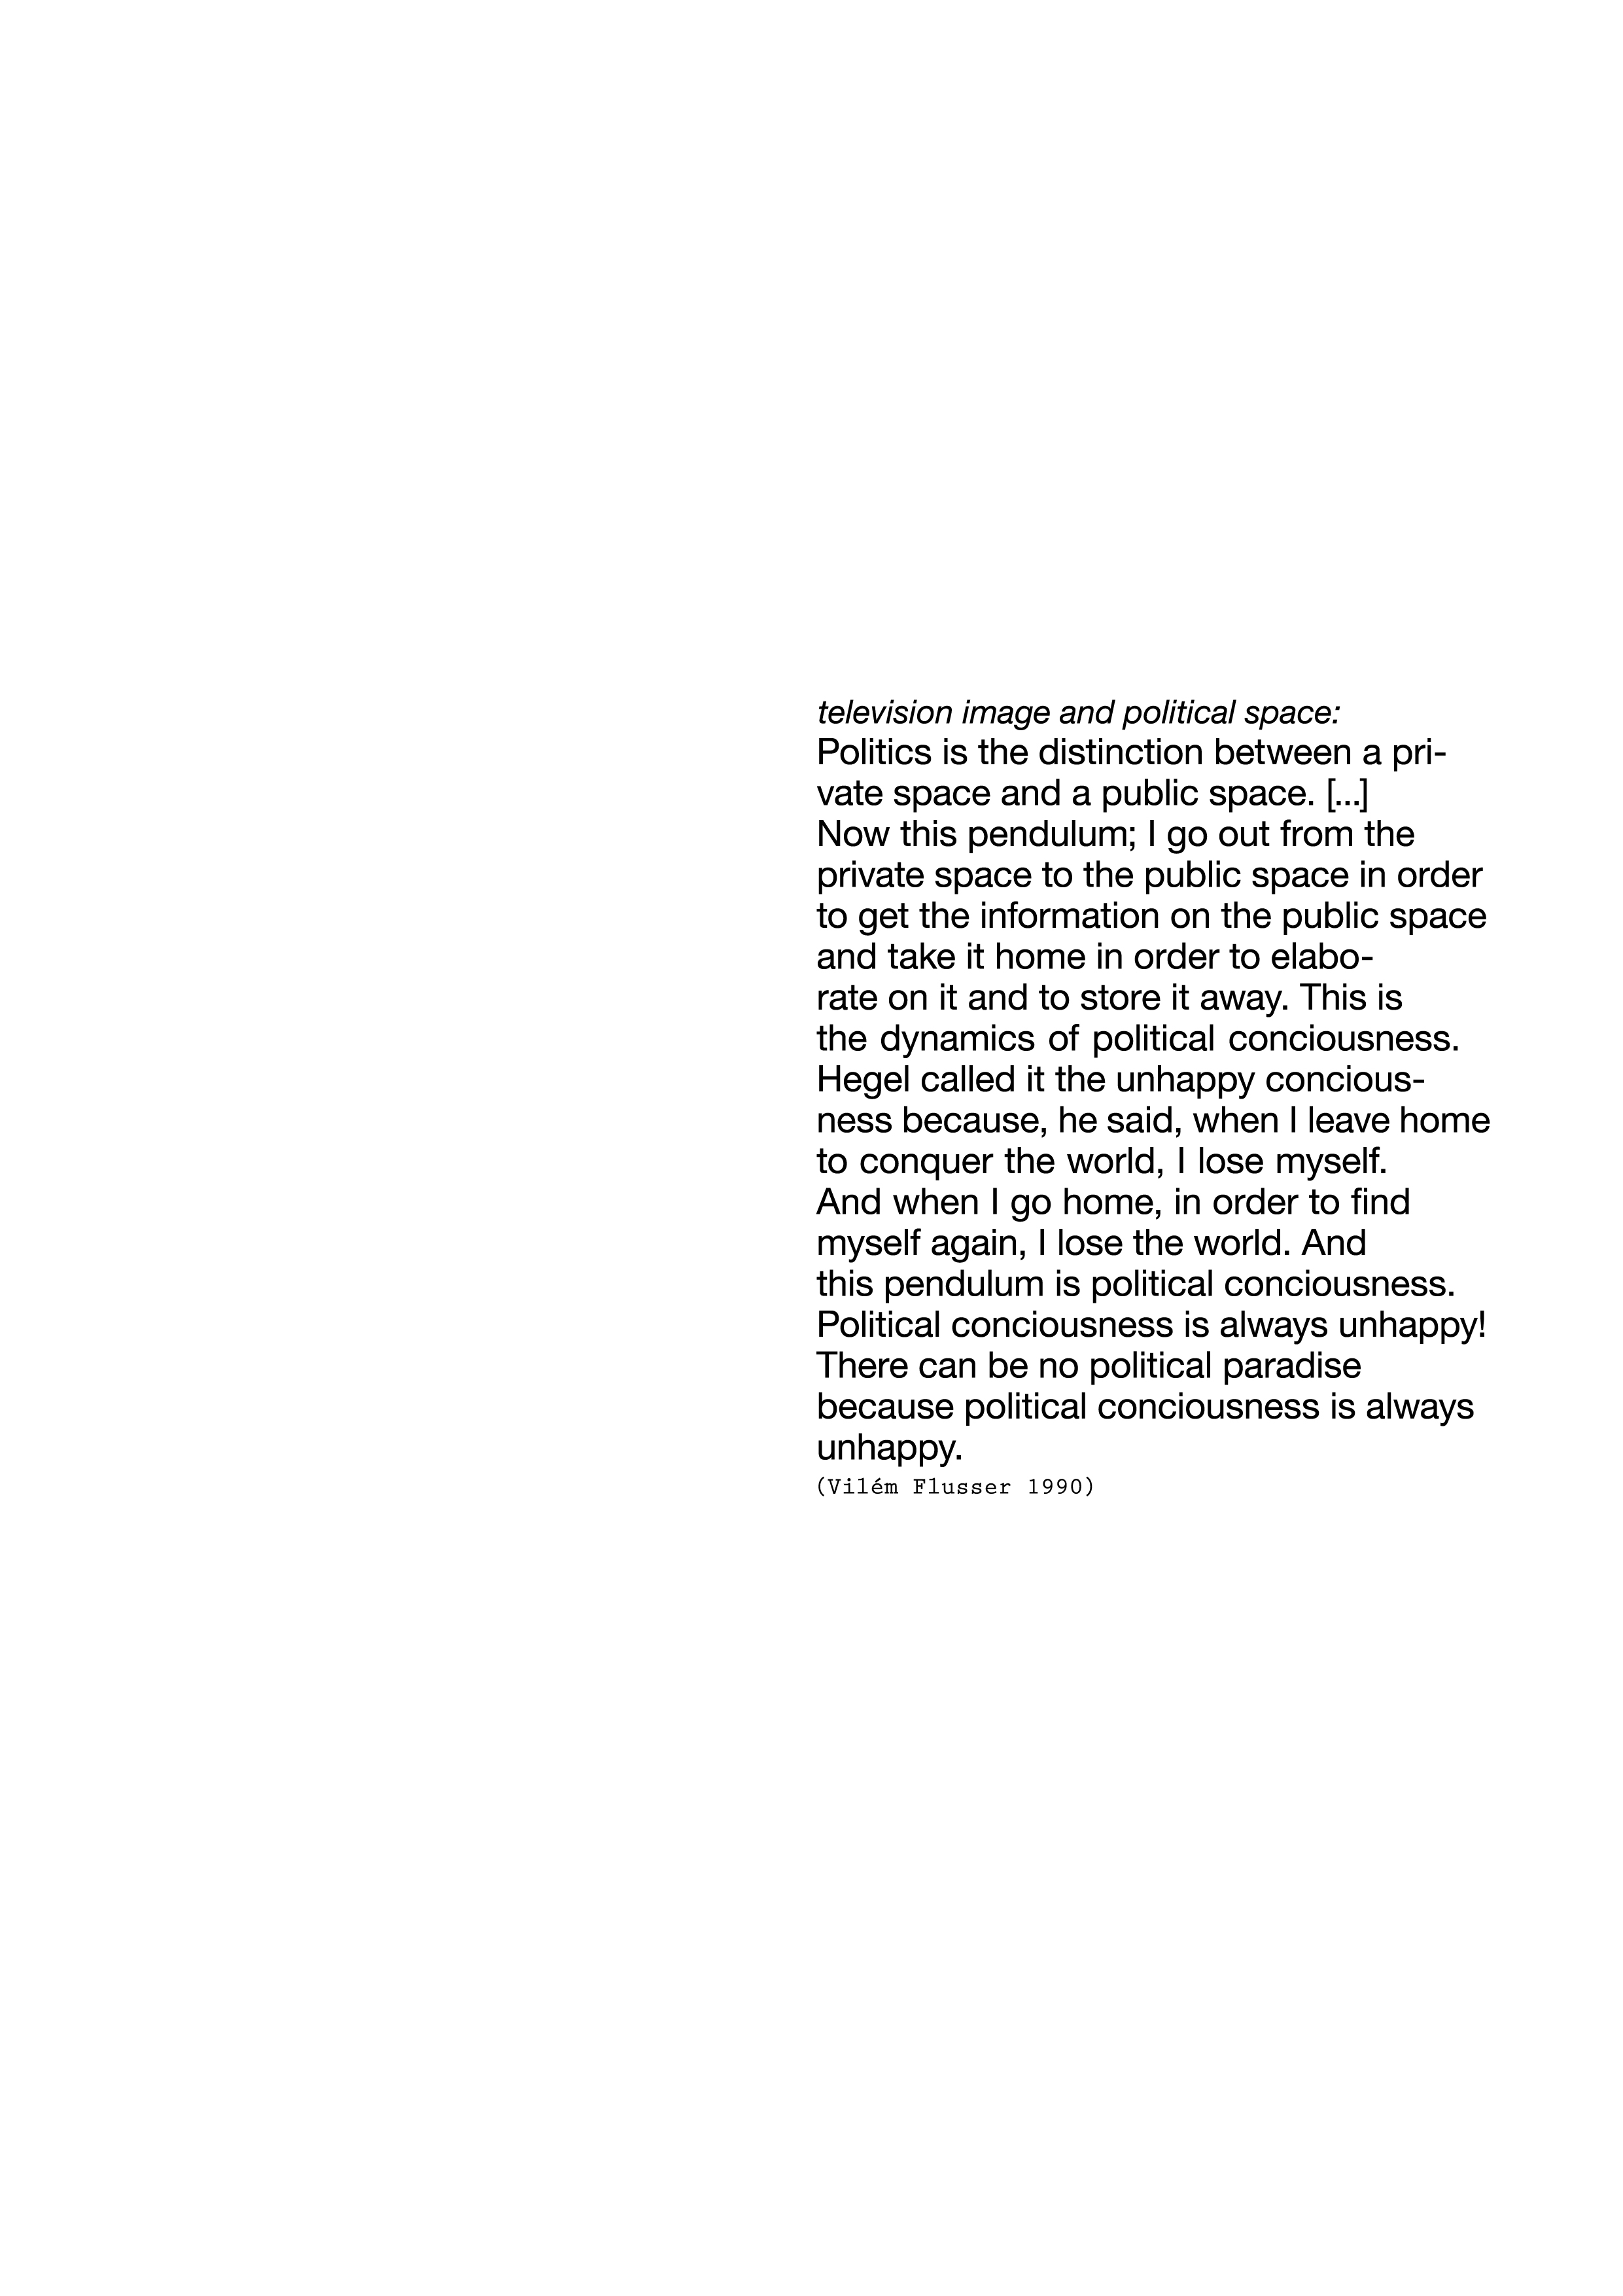 television image and political space:
Politics is the distinction between a pri-
vate space and a public space. [...]
Now this pendulum; I go out from the
private space to the public space in order
to get the information on the public space
and take it home in order to elabo-
rate on it and to store it away. This is
the dynamics of political conciousness.
Hegel called it the unhappy concious-
ness because, he said, when I leave home
to conquer the world, I lose myself.
And when I go home, in order to find
myself again, I lose the world. And
this pendulum is political conciousness.
Political conciousness is always unhappy!
There can be no political paradise
because political conciousness is always
unhappy.
(Vilém Flusser 1990)